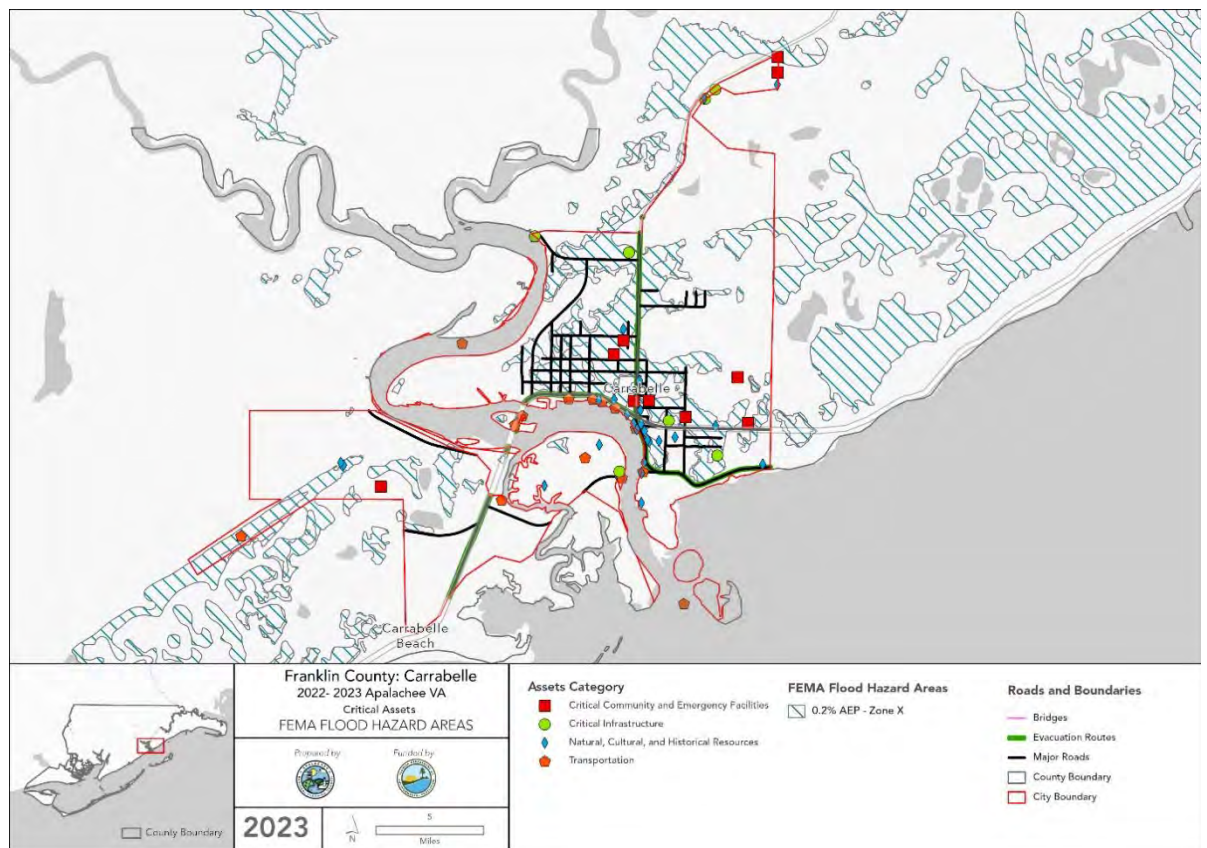 Carrabelle
Carrabelle
Beach
County Boundary
Franklin County: Carrabelle
2022- 2023 Apalachee VA
Critical Assets
FEMA FLOOD HAZARD AREAS
Prepared by
Funded by
2023
N
5
Miles
Assets Category
Critical Community and Emergency Facilities
Critical Infrastructure
Natural, Cultural, and Historical Resources
Transportation
FEMA Flood Hazard Areas
0.2% AEP - Zone X
Roads and Boundaries
Bridges
Evacuation Routes
Major Roads
County Boundary
City Boundary